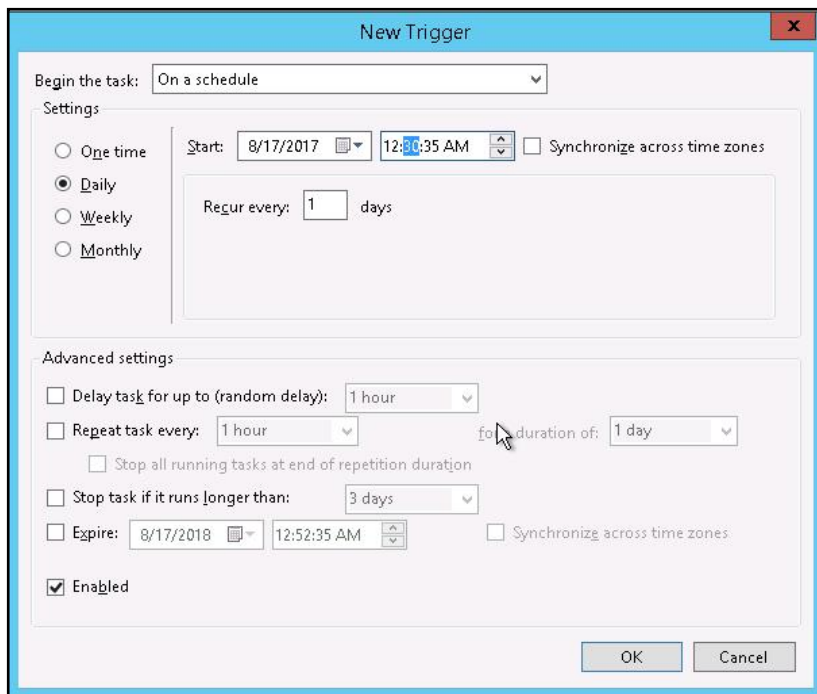 New Trigger
x
Begin the task: On a schedule
Settings
One time
Daily
Weekly
Monthly
Start: 8/17/2017 12:30:35 AM Synchronize across time zones
Recur every: 1 days
Advanced settings
Delay task for up to (random delay): 1 hour
Repeat task every: 1 hour for a duration of: 1 day
Stop all running tasks at end of repetition duration
Stop task if it runs longer than: 3 days
Expire: 8/17/2018 12:52:35 AM Synchronize across time zones
Enabled
OK Cancel